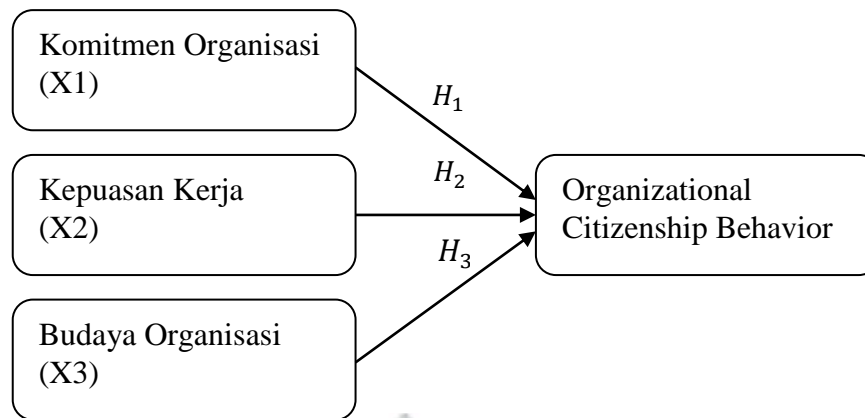 Komitmen Organisasi
(X1)
H₁
Kepuasan Kerja
(X2)
H₂
Organizational
Citizenship Behavior
H₃
Budaya Organisasi
(X3)